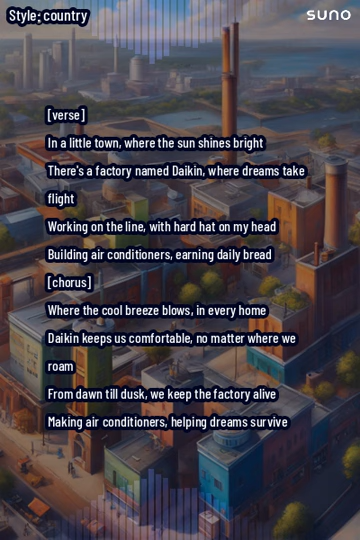 Style: country
suno
[verse]
In a little town, where the sun shines bright
There's a factory named Daikin, where dreams take
flight
Working on the line, with hard hat on my head
Building air conditioners, earning daily bread
[chorus]
Where the cool breeze blows, in every home
Daikin keeps us comfortable, no matter where we
roam
From dawn till dusk, we keep the factory alive
Making air conditioners, helping dreams survive